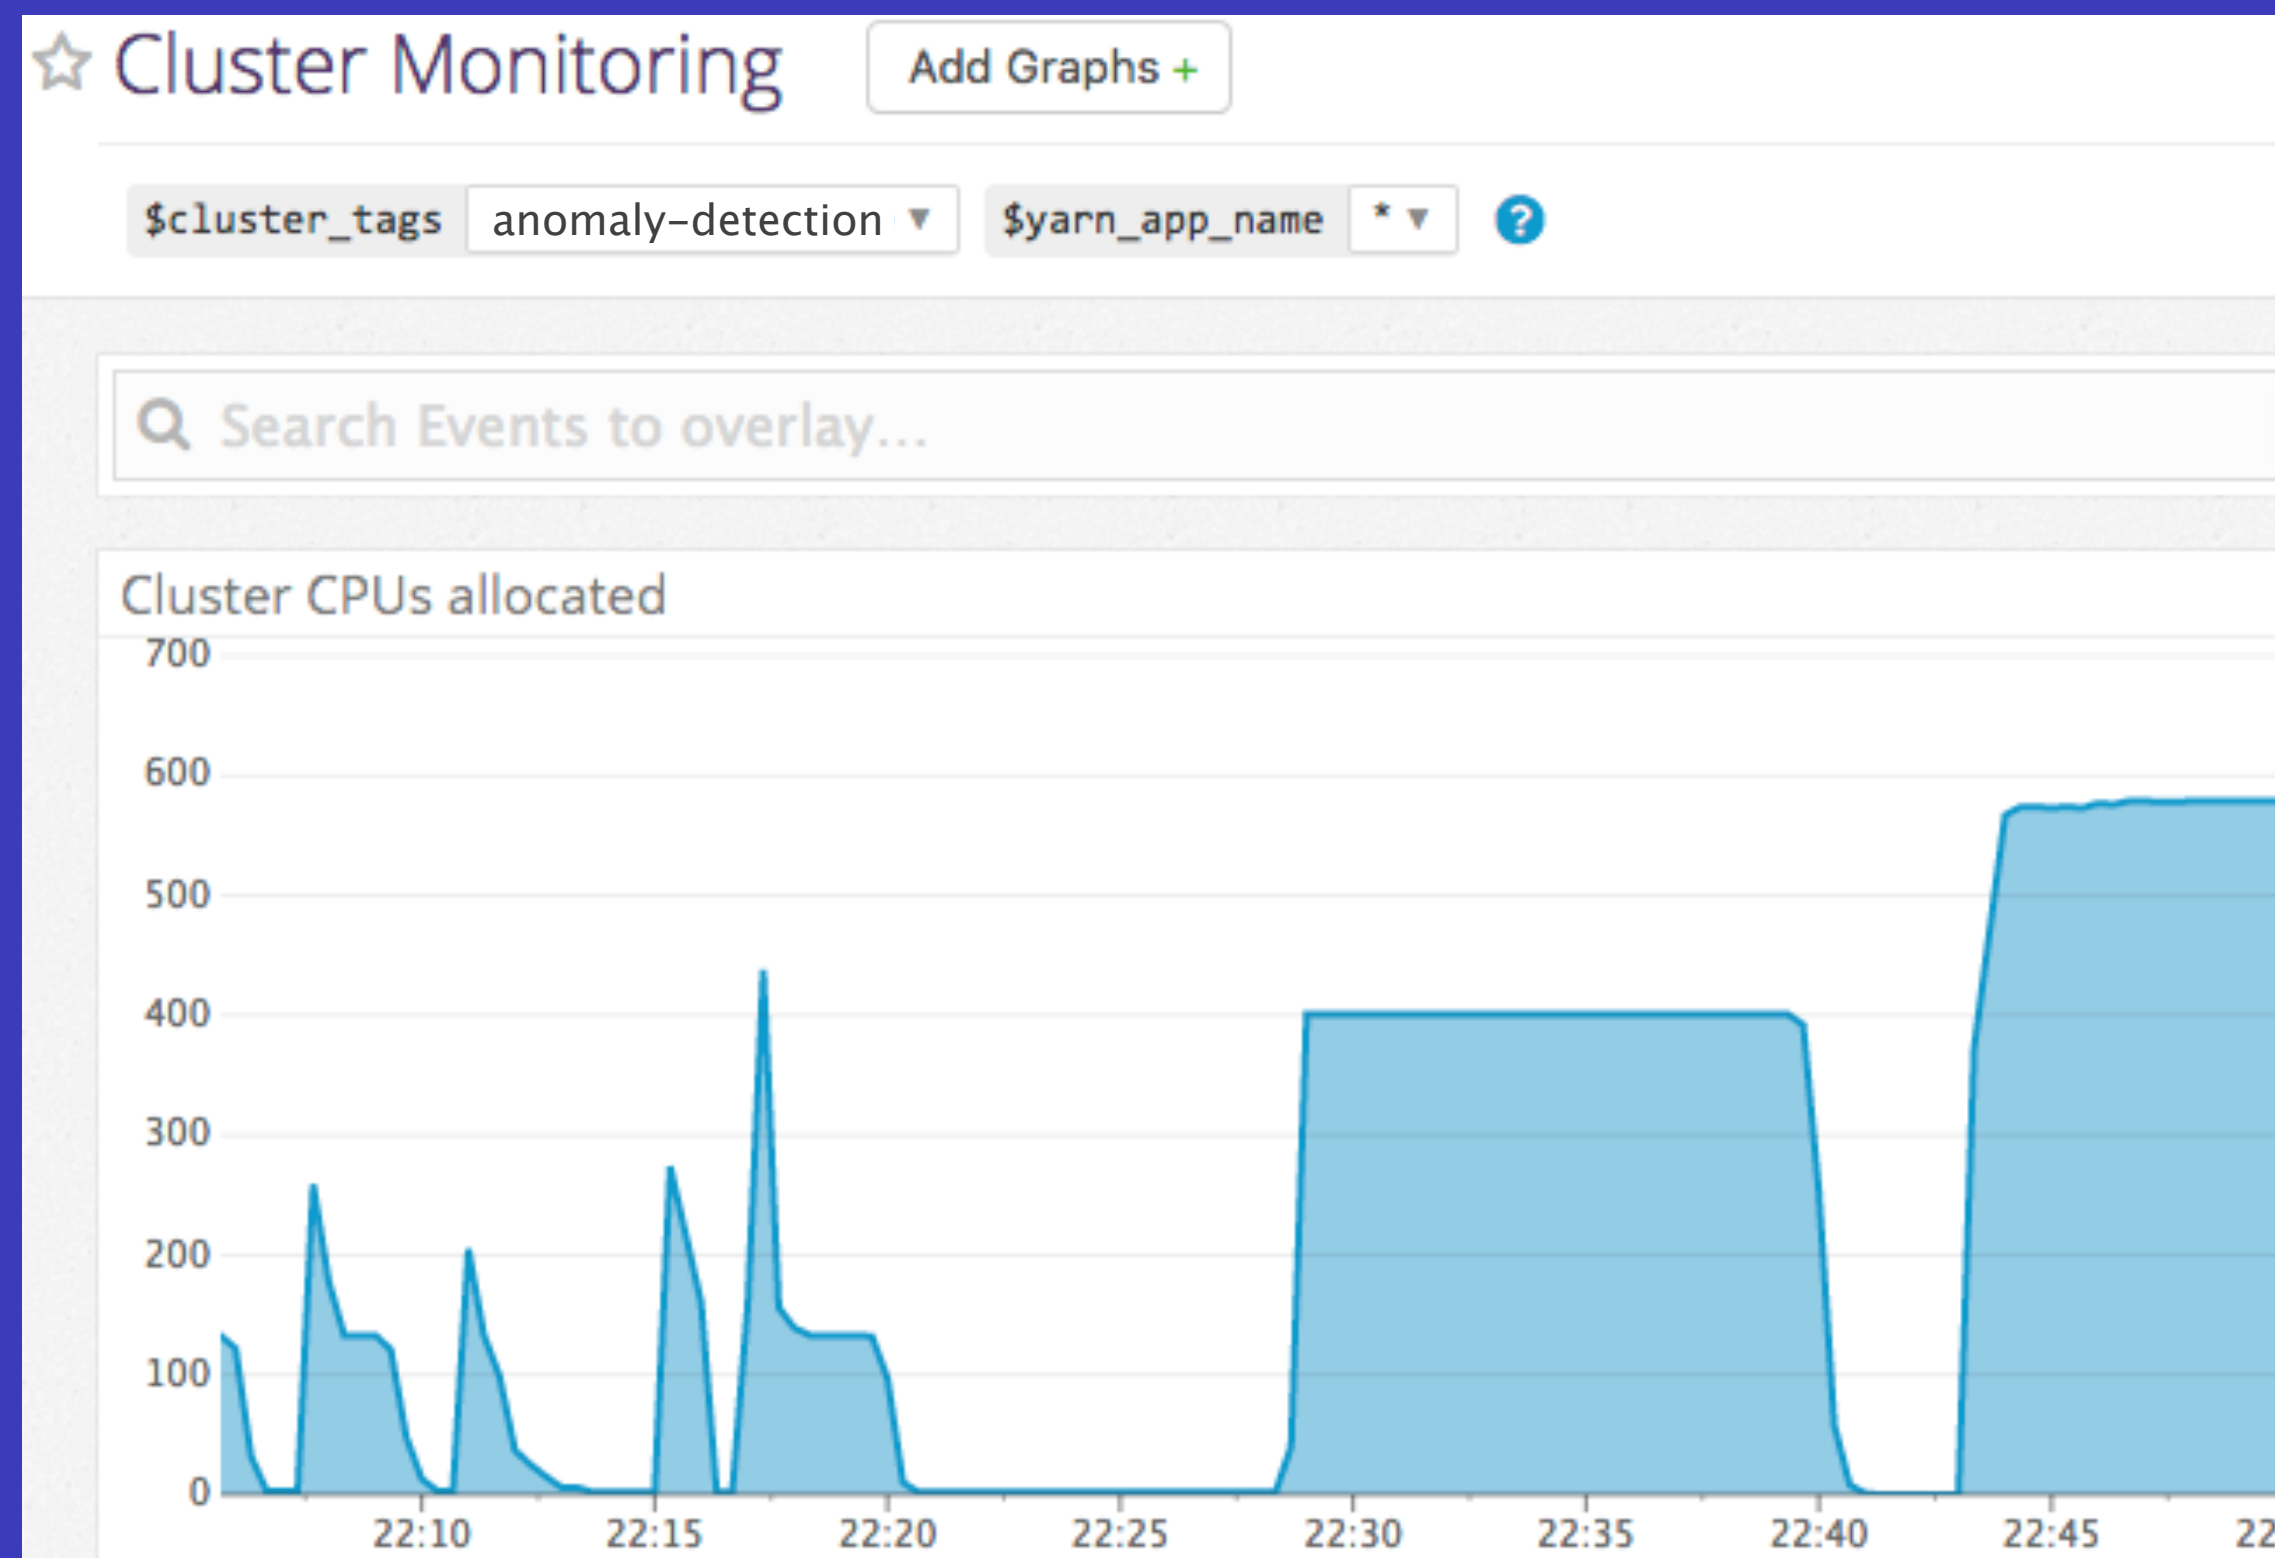 Cluster Monitoring Add Graphs +
$cluster_tags anomaly-detection ▼ $yarn_app_name * ▼ ?
Search Events to overlay...
Cluster CPUs allocated
700
600
500
400
300
200
100
0
22:10 22:15 22:20 22:25 22:30 22:35 22:40 22:45 22